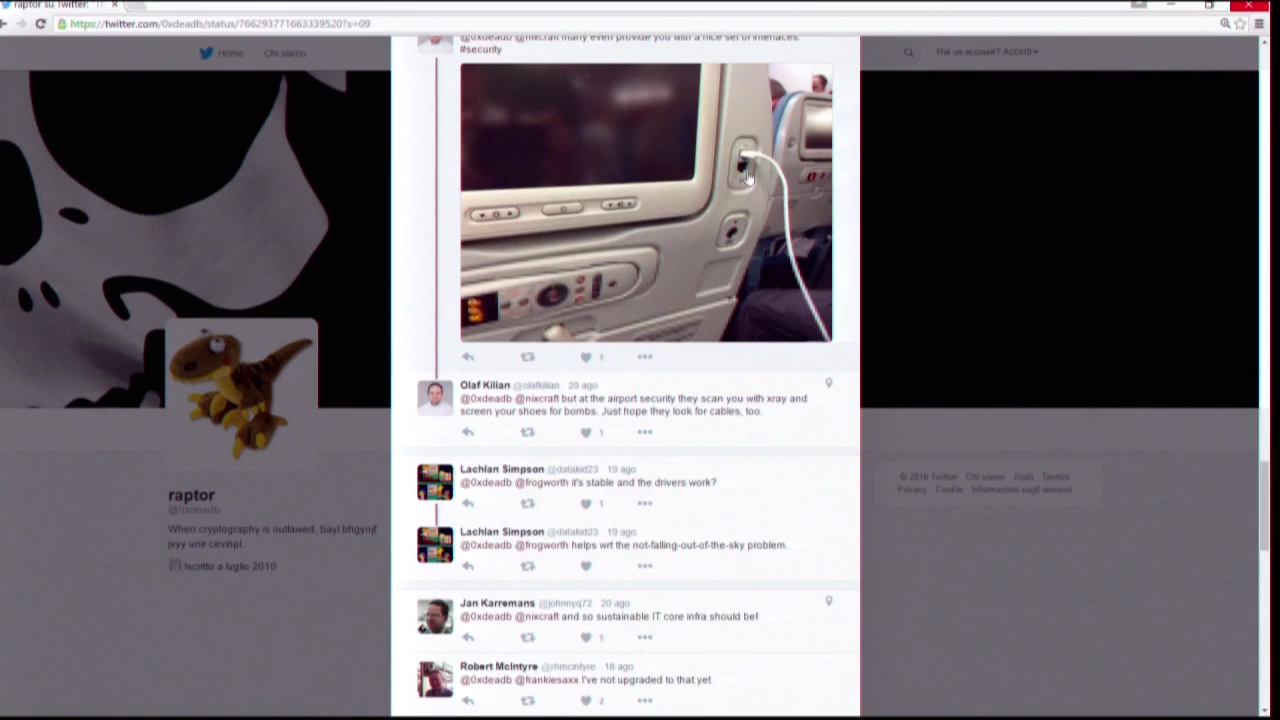 raptor su Twitter: "
https://twitter.com/0xdeadb/status/766293771663339520?s=09
Home Chi siamo
Hai un account? Accedi
@0xdeadb @nixcraft many even provide you with a nice set of interfaces.
#security
Olaf Kilian @olafkilian 20 ago
@0xdeadb @nixcraft but at the airport security they scan you with xray and
screen your shoes for bombs. Just hope they look for cables, too.
1
1
Lachlan Simpson @datakid23 19 ago
@0xdeadb @frogworth it's stable and the drivers work?
1
Lachlan Simpson @datakid23 19 ago
@0xdeadb @frogworth helps wrt the not-falling-out-of-the-sky problem.
Jan Karremans @johnnyq72 20 ago
@0xdeadb @nixcraft and so sustainable IT core infra should be!
1
Robert McIntyre @rhmcintyre 18 ago
@0xdeadb @frankiesaxx I've not upgraded to that yet
2
raptor
@0xdeadb
When cryptography is outlawed, bayl bhgynjf
jvyy unir cevinpl.
Iscritto a luglio 2010
© 2016 Twitter Chi siamo Aiuto Termini
Privacy Cookie Informazioni sugli annunci